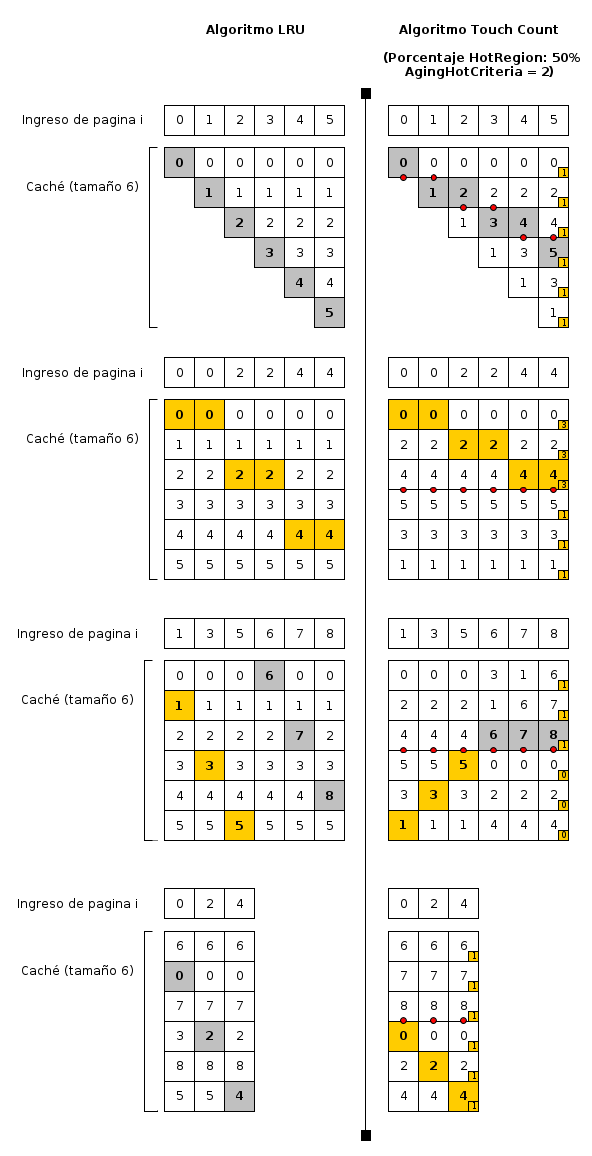 Algoritmo LRU
Algoritmo Touch Count
(Porcentaje HotRegion: 50%
AgingHotCriteria = 2)
Ingreso de pagina i 0 1 2 3 4 5 0 1 2 3 4 5
Caché (tamaño 6)
0 0 0 0 0 0 0 0 0 0 0 0 1
1 1 1 1 1 1 2 2 2 2 1
2 2 2 2 1 3 4 4 1
3 3 3 1 3 5 1
4 4 1 3 1
5 1 1
Ingreso de pagina i 0 0 2 2 4 4 0 0 2 2 4 4
Caché (tamaño 6)
0 0 0 0 0 0 0 0 0 0 0 0 3
1 1 1 1 1 1 2 2 2 2 2 2 3
2 2 2 2 2 2 4 4 4 4 4 4 3
3 3 3 3 3 3 5 5 5 5 5 5 1
4 4 4 4 4 4 3 3 3 3 3 3 1
5 5 5 5 5 5 1 1 1 1 1 1 1
Ingreso de pagina i 1 3 5 6 7 8 1 3 5 6 7 8
Caché (tamaño 6)
0 0 0 6 0 0 0 0 0 3 1 6 1
1 1 1 1 1 1 2 2 2 1 6 7 1
2 2 2 2 7 2 4 4 4 6 7 8 1
3 3 3 3 3 3 5 5 5 0 0 0 0
4 4 4 4 4 8 3 3 3 2 2 2 0
5 5 5 5 5 5 1 1 1 4 4 4 0
Ingreso de pagina i 0 2 4 0 2 4
Caché (tamaño 6)
6 6 6 6 6 6 1
0 0 0 7 7 7 1
7 7 7 8 8 8 1
3 2 2 0 0 0 1
8 8 8 2 2 2 1
5 5 4 4 4 4 1